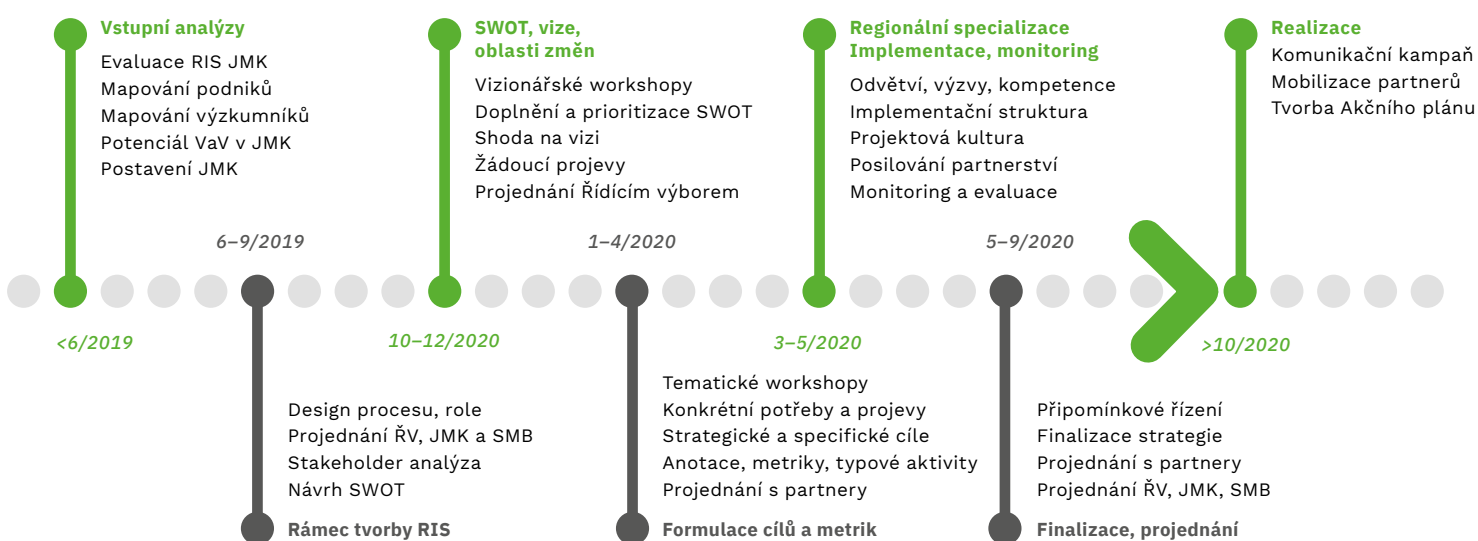 Vstupní analýzy
Evaluace RIS JMK
Mapování podniků
Mapování výzkumníků
Potenciál VaV v JMK
Postavení JMK
SWOT, vize,
oblasti změn
Vizionářské workshopy
Doplnění a prioritizace SWOT
Shoda na vizi
Žádoucí projevy
Projednání Řídícím výborem
Regionální specializace
Implementace, monitoring
Odvětví, výzvy, kompetence
Implementační struktura
Projektová kultura
Posilování partnerství
Monitoring a evaluace
Realizace
Komunikační kampaň
Mobilizace partnerů
Tvorba Akčního plánu
6–9/2019
1–4/2020
5–9/2020
<6/2019
10–12/2020
3–5/2020
>10/2020
Design procesu, role
Projednání ŘV, JMK a SMB
Stakeholder analýza
Návrh SWOT
Rámec tvorby RIS
Tematické workshopy
Konkrétní potřeby a projevy
Strategické a specifické cíle
Anotace, metriky, typové aktivity
Projednání s partnery
Formulace cílů a metrik
Připomínkové řízení
Finalizace strategie
Projednání s partnery
Projednání ŘV, JMK, SMB
Finalizace, projednání